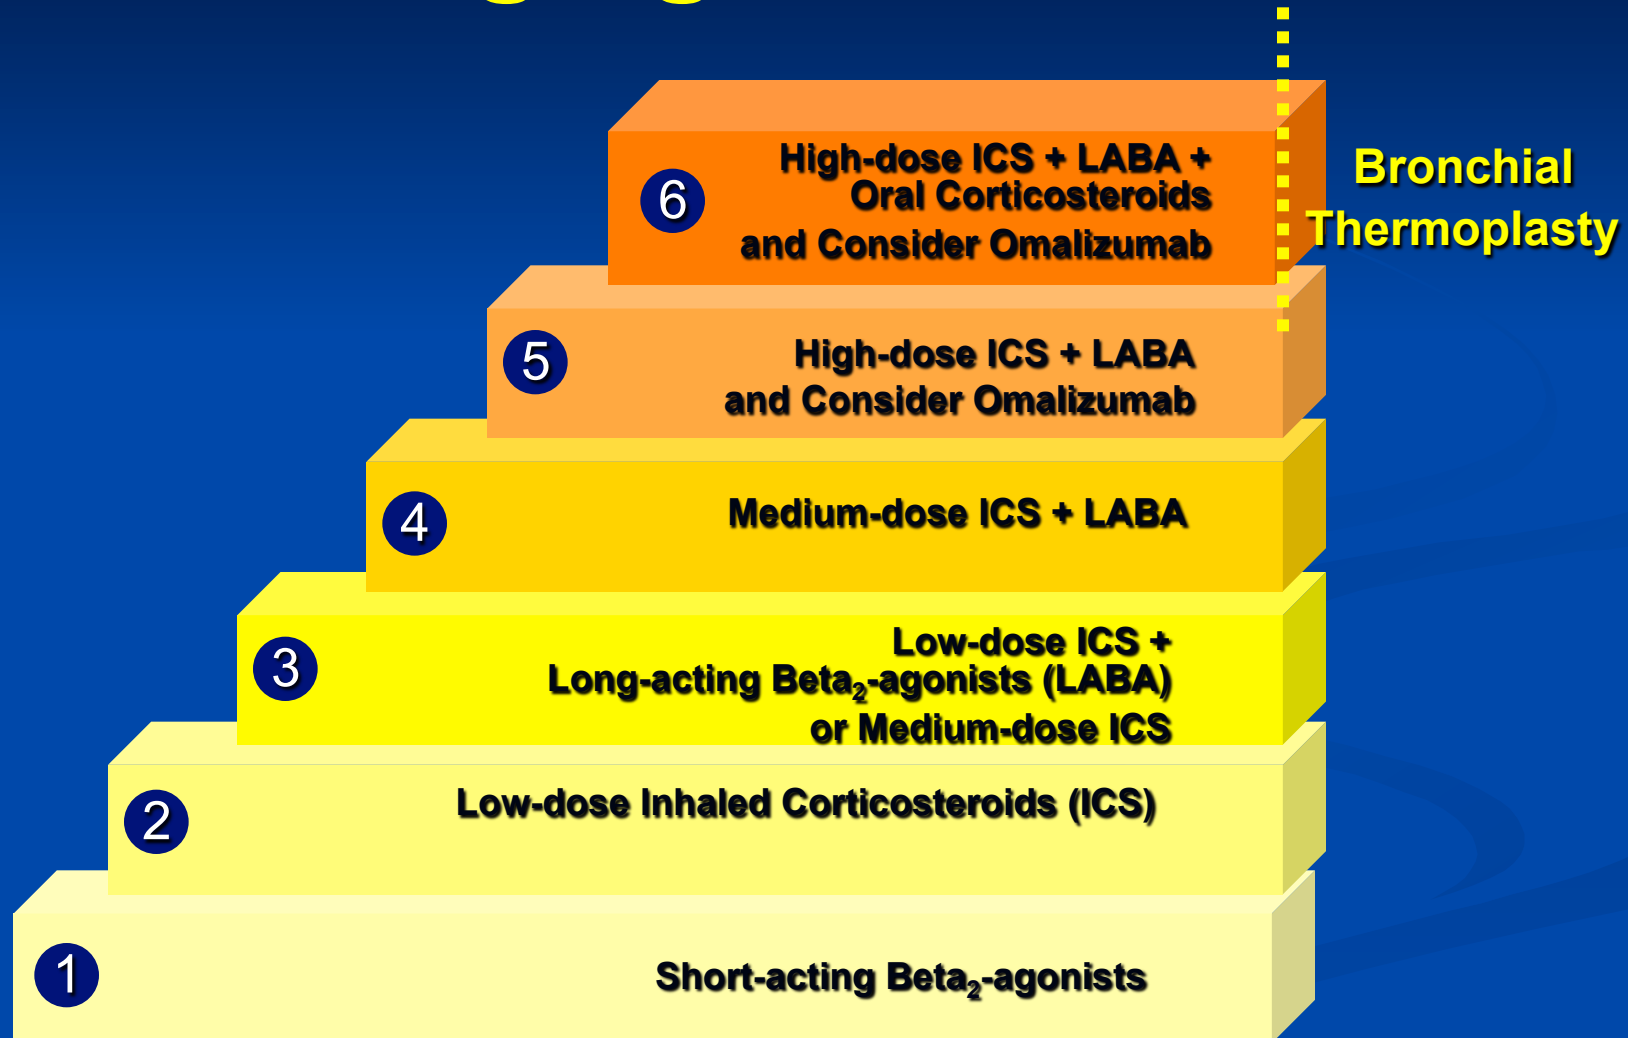 6
High-dose ICS + LABA +
Oral Corticosteroids
and Consider Omalizumab
Bronchial
Thermoplasty
5
High-dose ICS + LABA
and Consider Omalizumab
4
Medium-dose ICS + LABA
3
Low-dose ICS +
Long-acting Beta₂-agonists (LABA)
or Medium-dose ICS
2
Low-dose Inhaled Corticosteroids (ICS)
1
Short-acting Beta₂-agonists